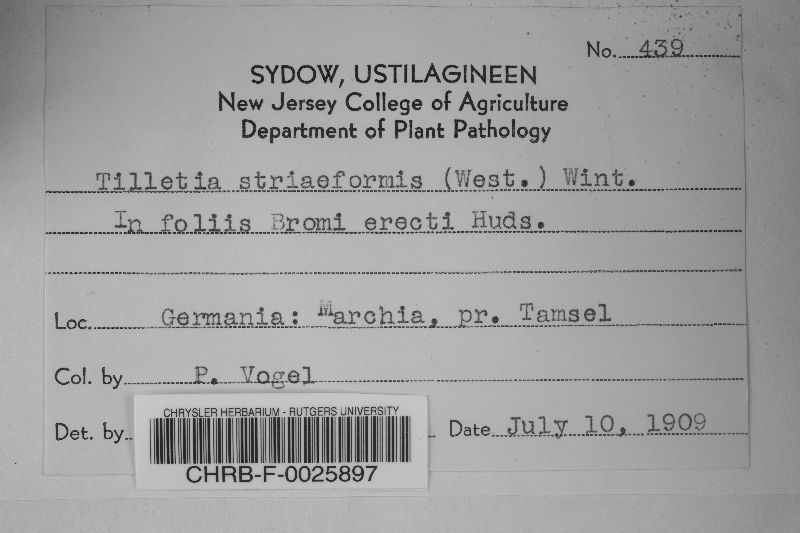 No. 439
SYDOW, USTILAGINEEN
New Jersey College of Agriculture
Department of Plant Pathology
Tilletia striaeformis (West.) Wint.
In foliis Bromi erecti Huds.
Loc. Germania: Marchia, pr. Tamsel
Col. by P. Vogel
Det. by
Date July 10, 1909
CHRYSLER HERBARIUM - RUTGERS UNIVERSITY
CHRB-F-0025897